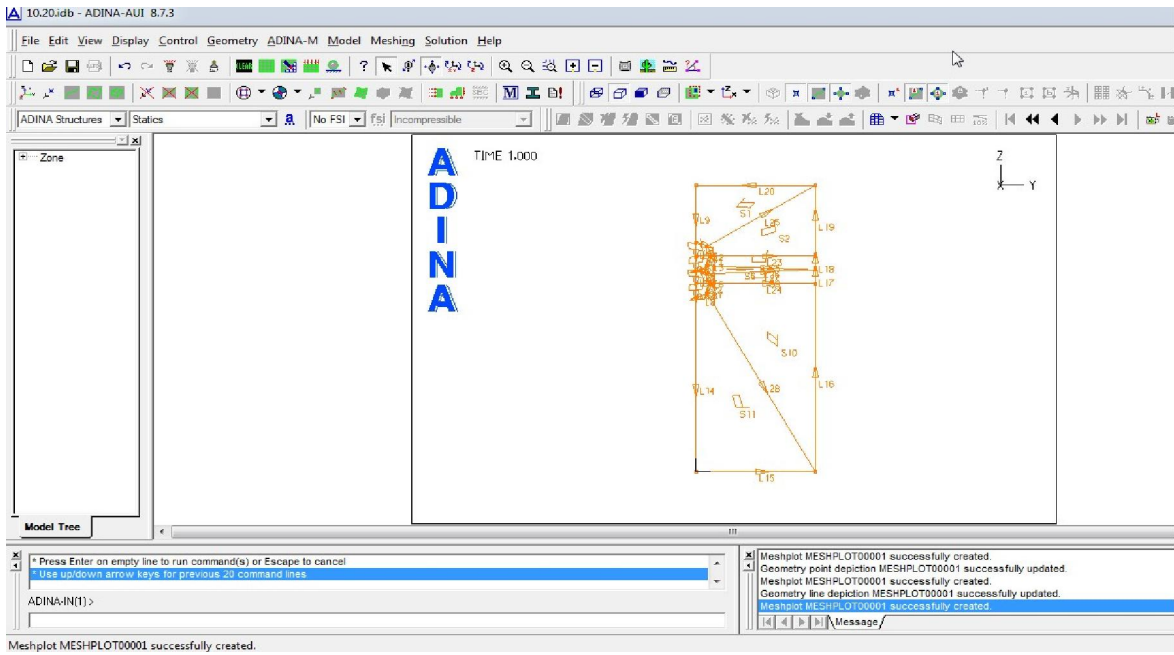 10.20.idb - ADINA-AUI 8.7.3
File Edit View Display Control Geometry ADINA-M Model Meshing Solution Help
ADINA Structures Statics No FSI fsi Incompressible
Zone
Model Tree
ADINA
TIME 1.000
Z
X Y
L20
L9
S1
L25
S2
L19
L23
L18
L17
L24
S10
L14
28
L16
S11
L15
* Press Enter on empty line to run command(s) or Escape to cancel
* Use up/down arrow keys for previous 20 command lines
ADINA-IN(1) >
Meshplot MESHPLOT00001 successfully created.
Geometry point depiction MESHPLOT00001 successfully updated.
Meshplot MESHPLOT00001 successfully created.
Geometry line depiction MESHPLOT00001 successfully updated.
Meshplot MESHPLOT00001 successfully created.
Message
Meshplot MESHPLOT00001 successfully created.